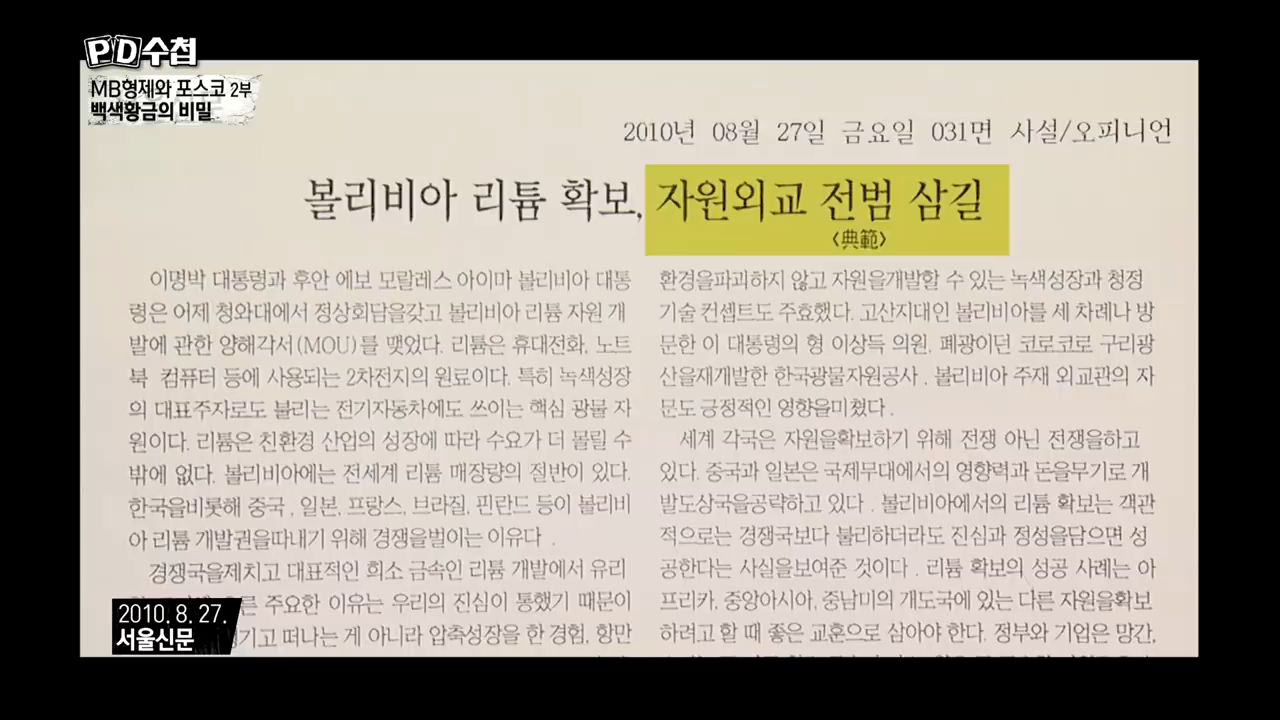 PD수첩
MB형제와 포스코 2부
백색황금의 비밀
2010년 08월 27일 금요일 031면 사설/오피니언
볼리비아 리튬 확보, 자원외교 전범 삼길
<典範>
이명박 대통령과 후안 에보 모랄레스 아이마 볼리비아 대통
령은 어제 청와대에서 정상회담을갖고 볼리비아 리튬 자원 개
발에 관한 양해각서(MOU)를 맺었다. 리튬은 휴대전화, 노트
북 컴퓨터 등에 사용되는 2차전지의 원료이다. 특히 녹색성장
의 대표주자로도 불리는 전기자동차에도 쓰이는 핵심 광물 자
원이다. 리튬은 친환경 산업의 성장에 따라 수요가 더 몰릴 수
밖에 없다. 볼리비아에는 전세계 리튬 매장량의 절반이 있다.
한국을비롯해 중국, 일본, 프랑스, 브라질, 핀란드 등이 볼리비
아 리튬 개발권을따내기 위해 경쟁을벌이는 이유다 .
경쟁국을제치고 대표적인 희소 금속인 리튬 개발에서 유리
주요한 이유는 우리의 진심이 통했기 때문이
기고 떠나는 게 아니라 압축성장을 한 경험, 항만
환경을파괴하지 않고 자원을개발할 수 있는 녹색성장과 청정
기술 컨셉트도 주효했다. 고산지대인 볼리비아를 세 차례나 방
문한 이 대통령의 형 이상득 의원, 폐광이던 코로코로 구리광
산을재개발한 한국광물자원공사 , 볼리비아 주재 외교관의 자
문도 긍정적인 영향을미쳤다 .
세계 각국은 자원을확보하기 위해 전쟁 아닌 전쟁을하고
있다. 중국과 일본은 국제무대에서의 영향력과 돈을무기로 개
발도상국을공략하고 있다 . 볼리비아에서의 리튬 확보는 객관
적으로는 경쟁국보다 불리하더라도 진심과 정성을담으면 성
공한다는 사실을보여준 것이다 . 리튬 확보의 성공 사례는 아
프리카, 중앙아시아, 중남미의 개도국에 있는 다른 자원을확보
하려고 할 때 좋은 교훈으로 삼아야 한다. 정부와 기업은 망간,
2010. 8. 27.
서울신문